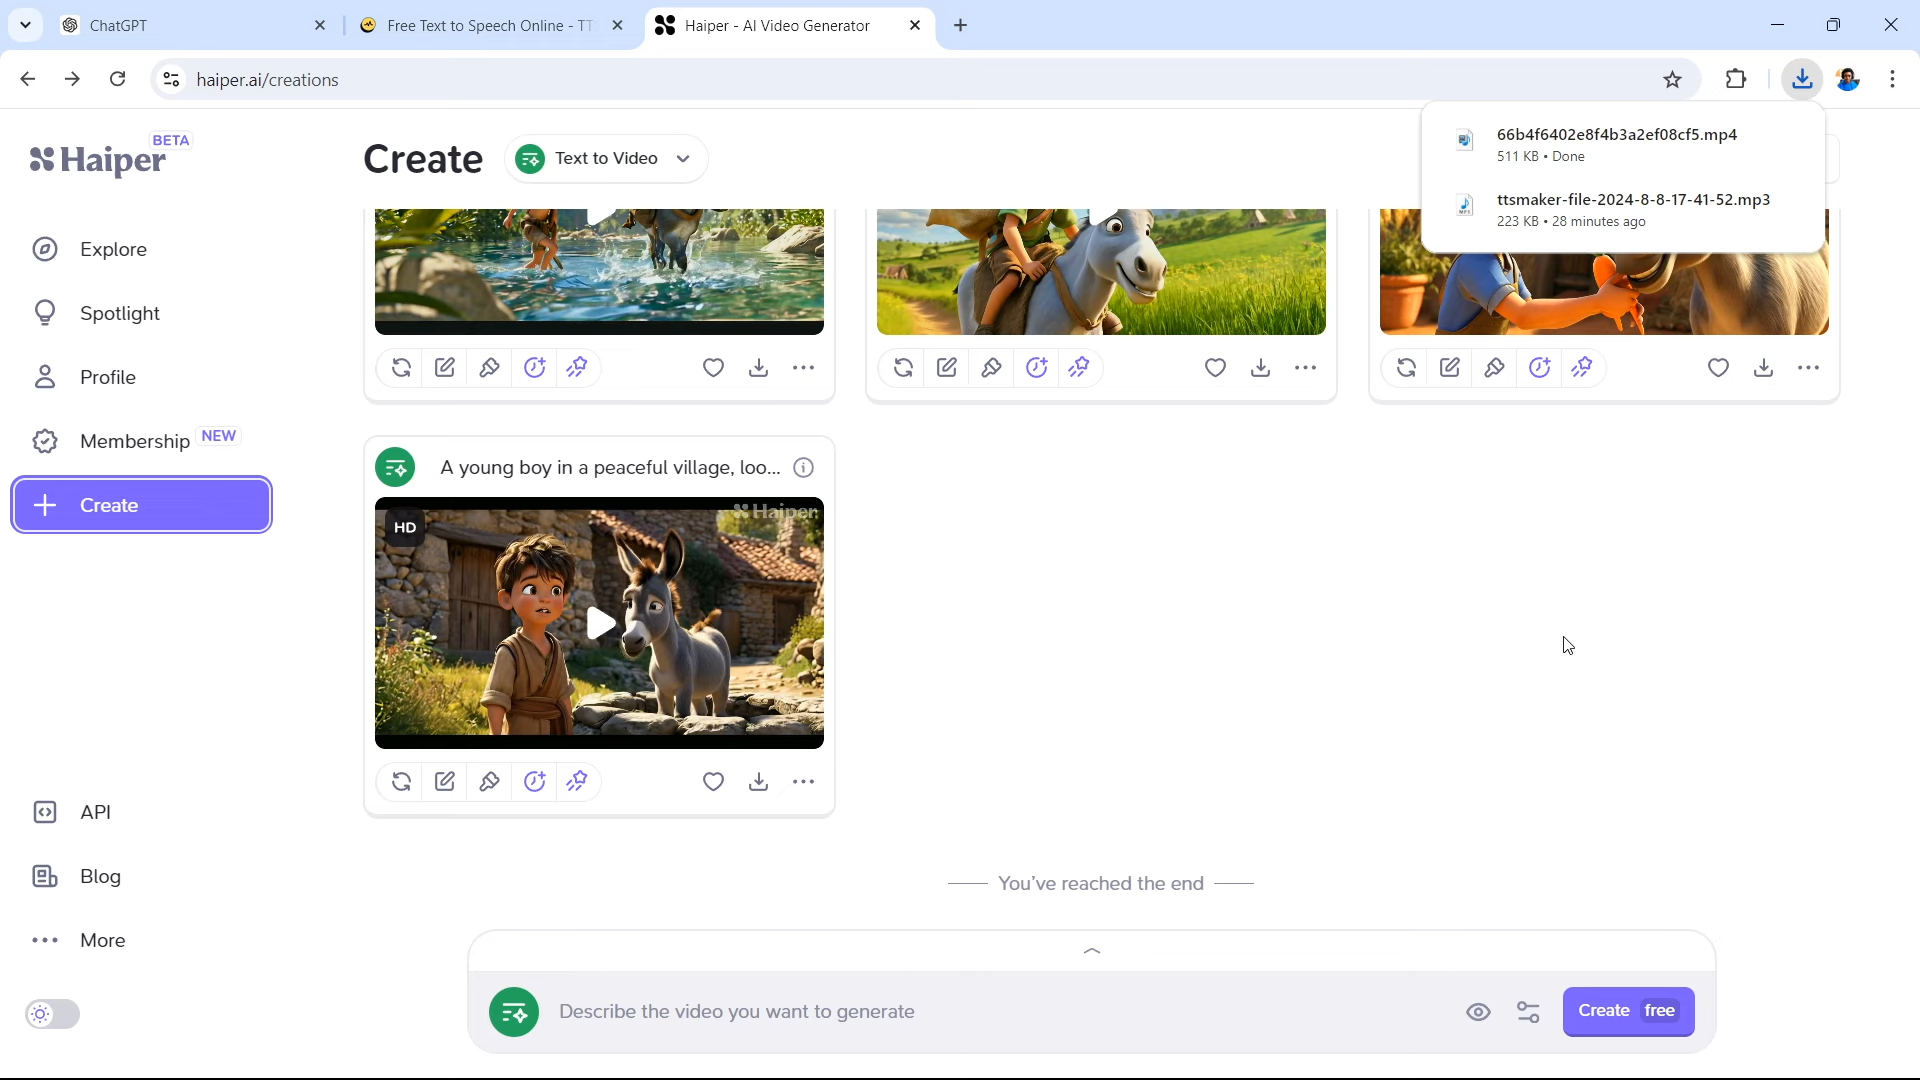 ChatGPT
Free Text to Speech Online - TT
Haiper - AI Video Generator
haiper.ai/creations
66b4f6402e8f4b3a2ef08cf5.mp4
511 KB • Done
ttsmaker-file-2024-8-8-17-41-52.mp3
223 KB • 28 minutes ago
Haiper BETA
Create
Text to Video
Explore
Spotlight
Profile
Membership NEW
Create
A young boy in a peaceful village, loo...
HD
Haiper
API
Blog
More
You've reached the end
Describe the video you want to generate
Create free